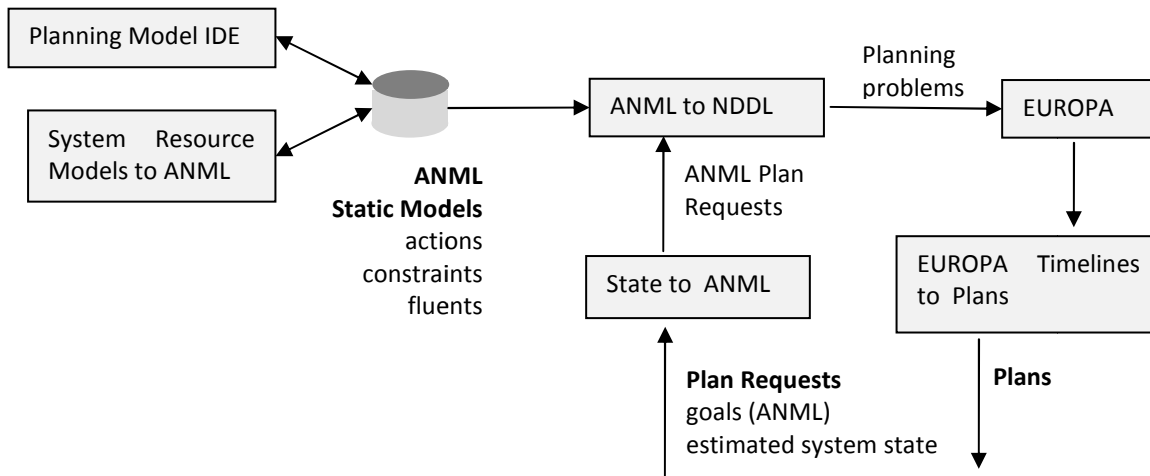 Planning Model IDE
System Resource
Models to ANML
ANML
Static Models
actions
constraints
fluents
ANML to NDDL
Planning
problems
EUROPA
ANML Plan
Requests
State to ANML
EUROPA Timelines
to Plans
Plan Requests
goals (ANML)
estimated system state
Plans